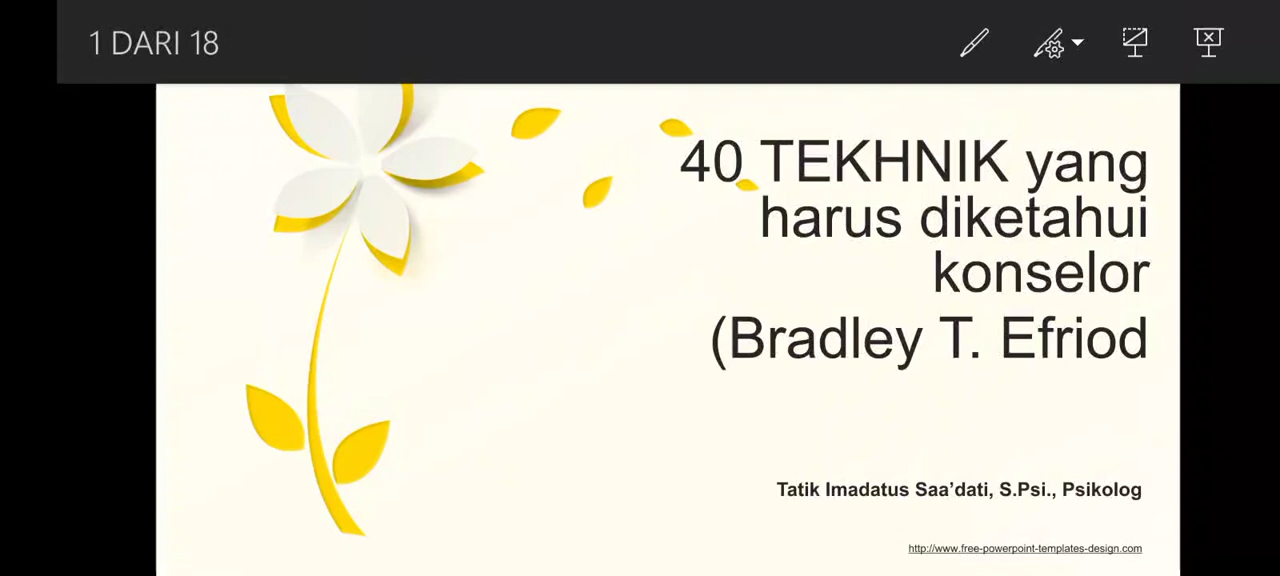 1 DARI 18
40 TEKHNIK yang
harus diketahui
konselor
(Bradley T. Efriod
Tatik Imadatus Saa’dati, S.Psi., Psikolog
http://www.free-powerpoint-templates-design.com